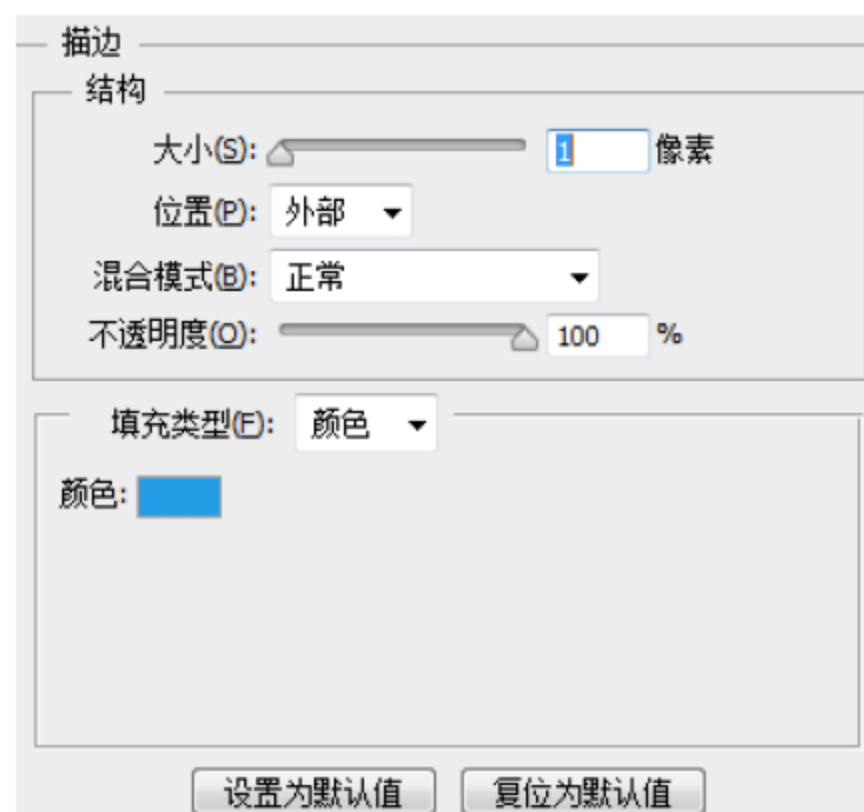 描边
结构
大小(S): 1 像素
位置(P): 外部
混合模式(B): 正常
不透明度(O): 100 %
填充类型(F): 颜色
颜色:
设置为默认值 复位为默认值